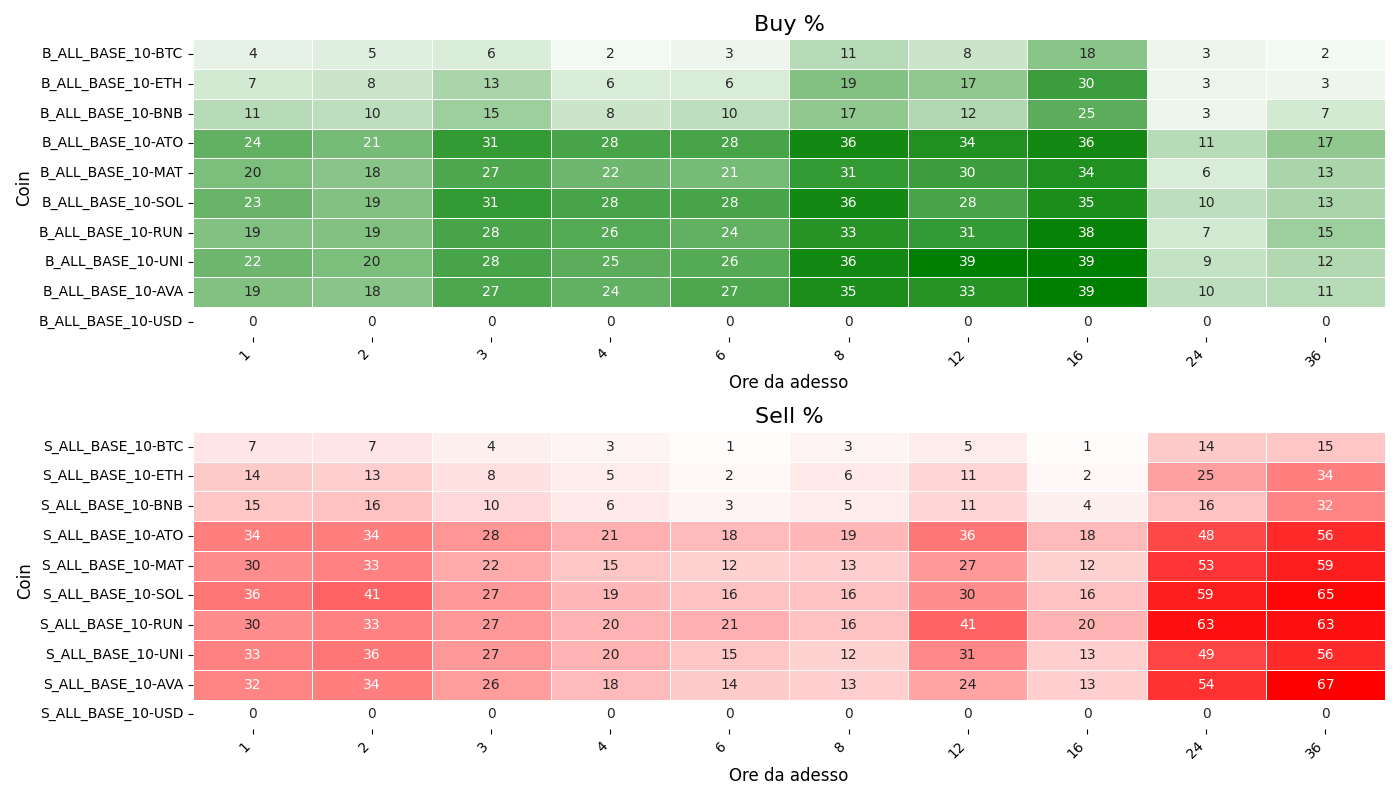 Buy %
Coin
B_ALL_BASE_10-BTC 4 5 6 2 3 11 8 18 3 2
B_ALL_BASE_10-ETH 7 8 13 6 6 19 17 30 3 3
B_ALL_BASE_10-BNB 11 10 15 8 10 17 12 25 3 7
B_ALL_BASE_10-ATO 24 21 31 28 28 36 34 36 11 17
B_ALL_BASE_10-MAT 20 18 27 22 21 31 30 34 6 13
B_ALL_BASE_10-SOL 23 19 31 28 28 36 28 35 10 13
B_ALL_BASE_10-RUN 19 19 28 26 24 33 31 38 7 15
B_ALL_BASE_10-UNI 22 20 28 25 26 36 39 39 9 12
B_ALL_BASE_10-AVA 19 18 27 24 27 35 33 39 10 11
B_ALL_BASE_10-USD 0 0 0 0 0 0 0 0 0 0
1 2 3 4 6 8 12 16 24 36
Ore da adesso
Sell %
Coin
S_ALL_BASE_10-BTC 7 7 4 3 1 3 5 1 14 15
S_ALL_BASE_10-ETH 14 13 8 5 2 6 11 2 25 34
S_ALL_BASE_10-BNB 15 16 10 6 3 5 11 4 16 32
S_ALL_BASE_10-ATO 34 34 28 21 18 19 36 18 48 56
S_ALL_BASE_10-MAT 30 33 22 15 12 13 27 12 53 59
S_ALL_BASE_10-SOL 36 41 27 19 16 16 30 16 59 65
S_ALL_BASE_10-RUN 30 33 27 20 21 16 41 20 63 63
S_ALL_BASE_10-UNI 33 36 27 20 15 12 31 13 49 56
S_ALL_BASE_10-AVA 32 34 26 18 14 13 24 13 54 67
S_ALL_BASE_10-USD 0 0 0 0 0 0 0 0 0 0
1 2 3 4 6 8 12 16 24 36
Ore da adesso